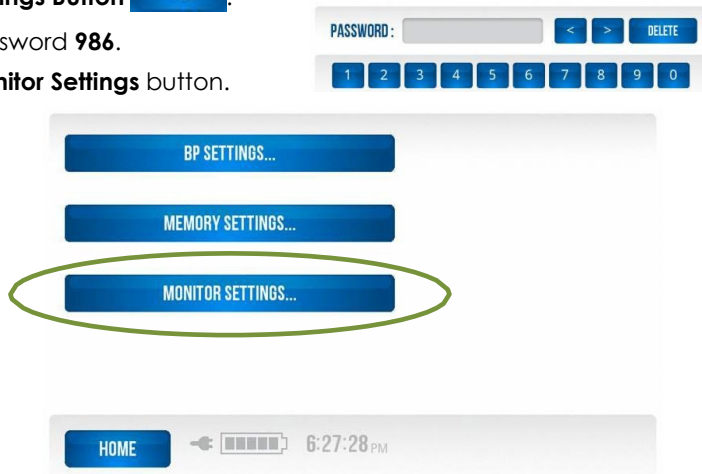 ngs Button .
PASSWORD: < > DELETE
sword 986.
1 2 3 4 5 6 7 8 9 0
nitor Settings button.
BP SETTINGS...
MEMORY SETTINGS...
MONITOR SETTINGS...
HOME 6:27:28 PM